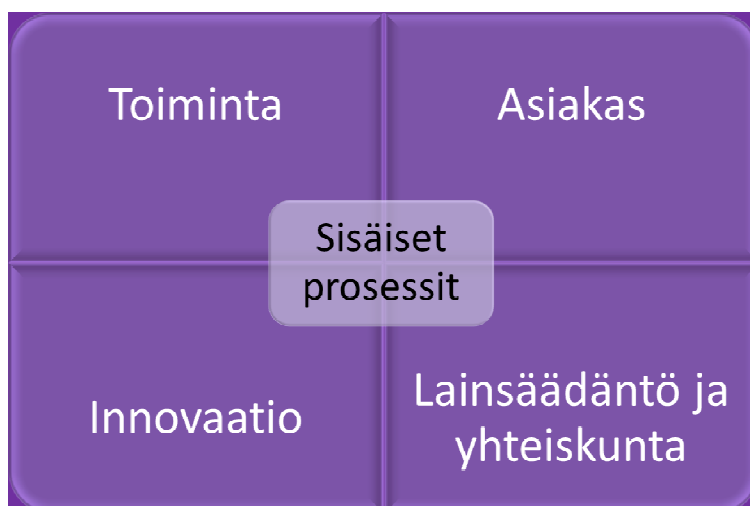 Toiminta
Asiakas
Sisäiset
prosessit
Innovaatio
Lainsäädäntö ja
yhteiskunta